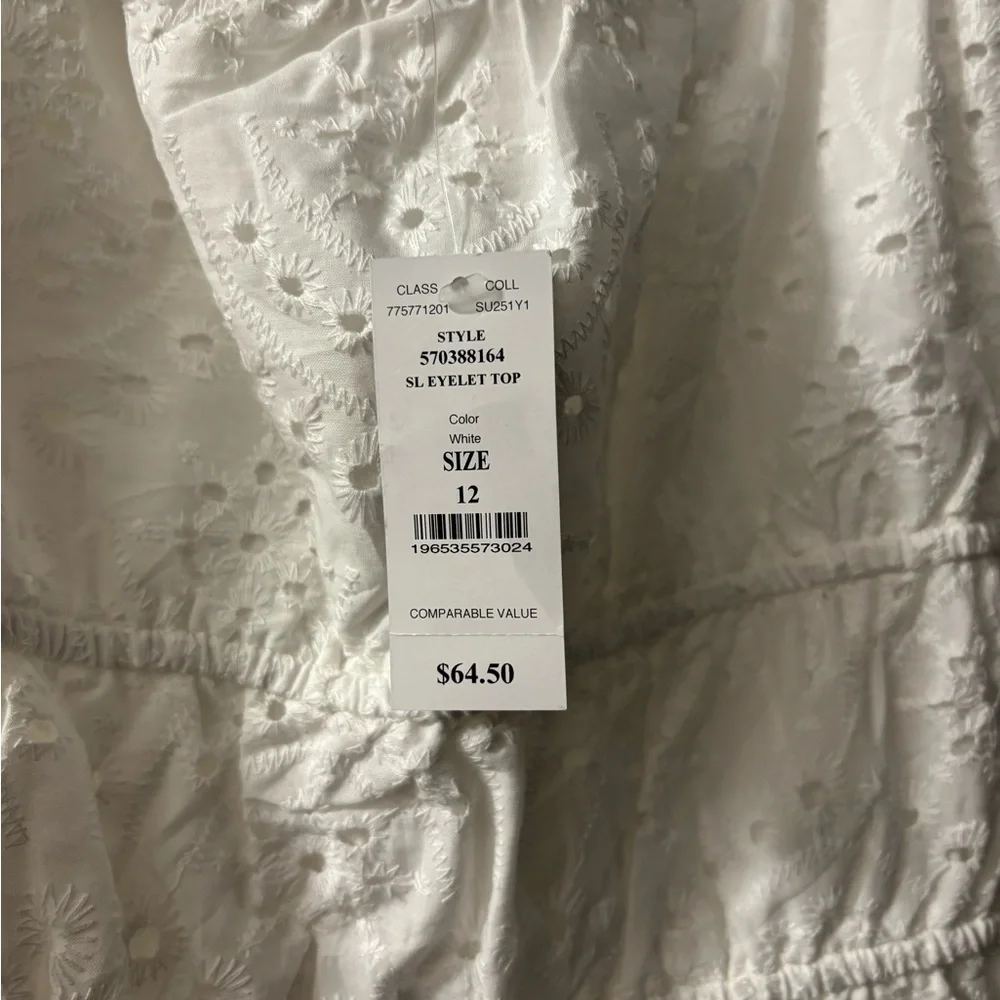 CLASS COLL
775771201 SU251Y1
STYLE
570388164
SL EYELET TOP
Color
White
SIZE
12
196535573024
COMPARABLE VALUE
$64.50